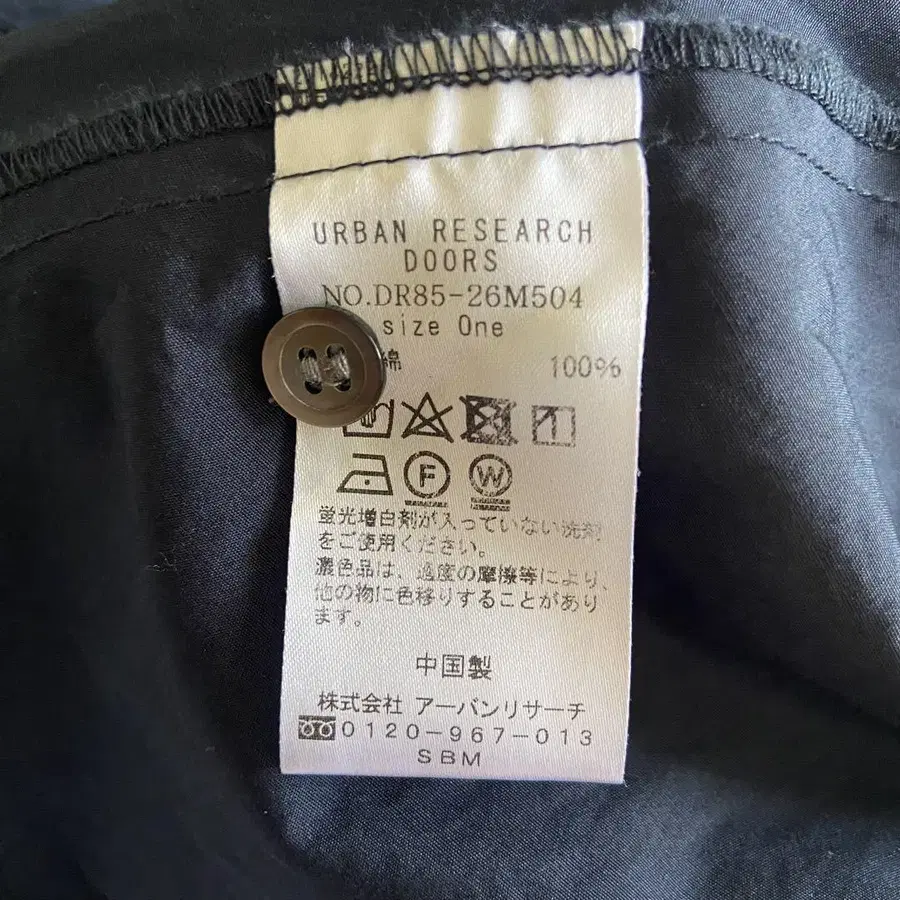 URBAN RESEARCH
DOORS
NO.DR85-26M504
size One
綿 100%
F W
蛍光増白剤が入っていない洗剤
をご使用ください。
濃色品は、過度の摩擦等により、
他の物に色移りすることがあり
ます。
中国製
株式会社 アーバンリサーチ
0120-967-013
SBM